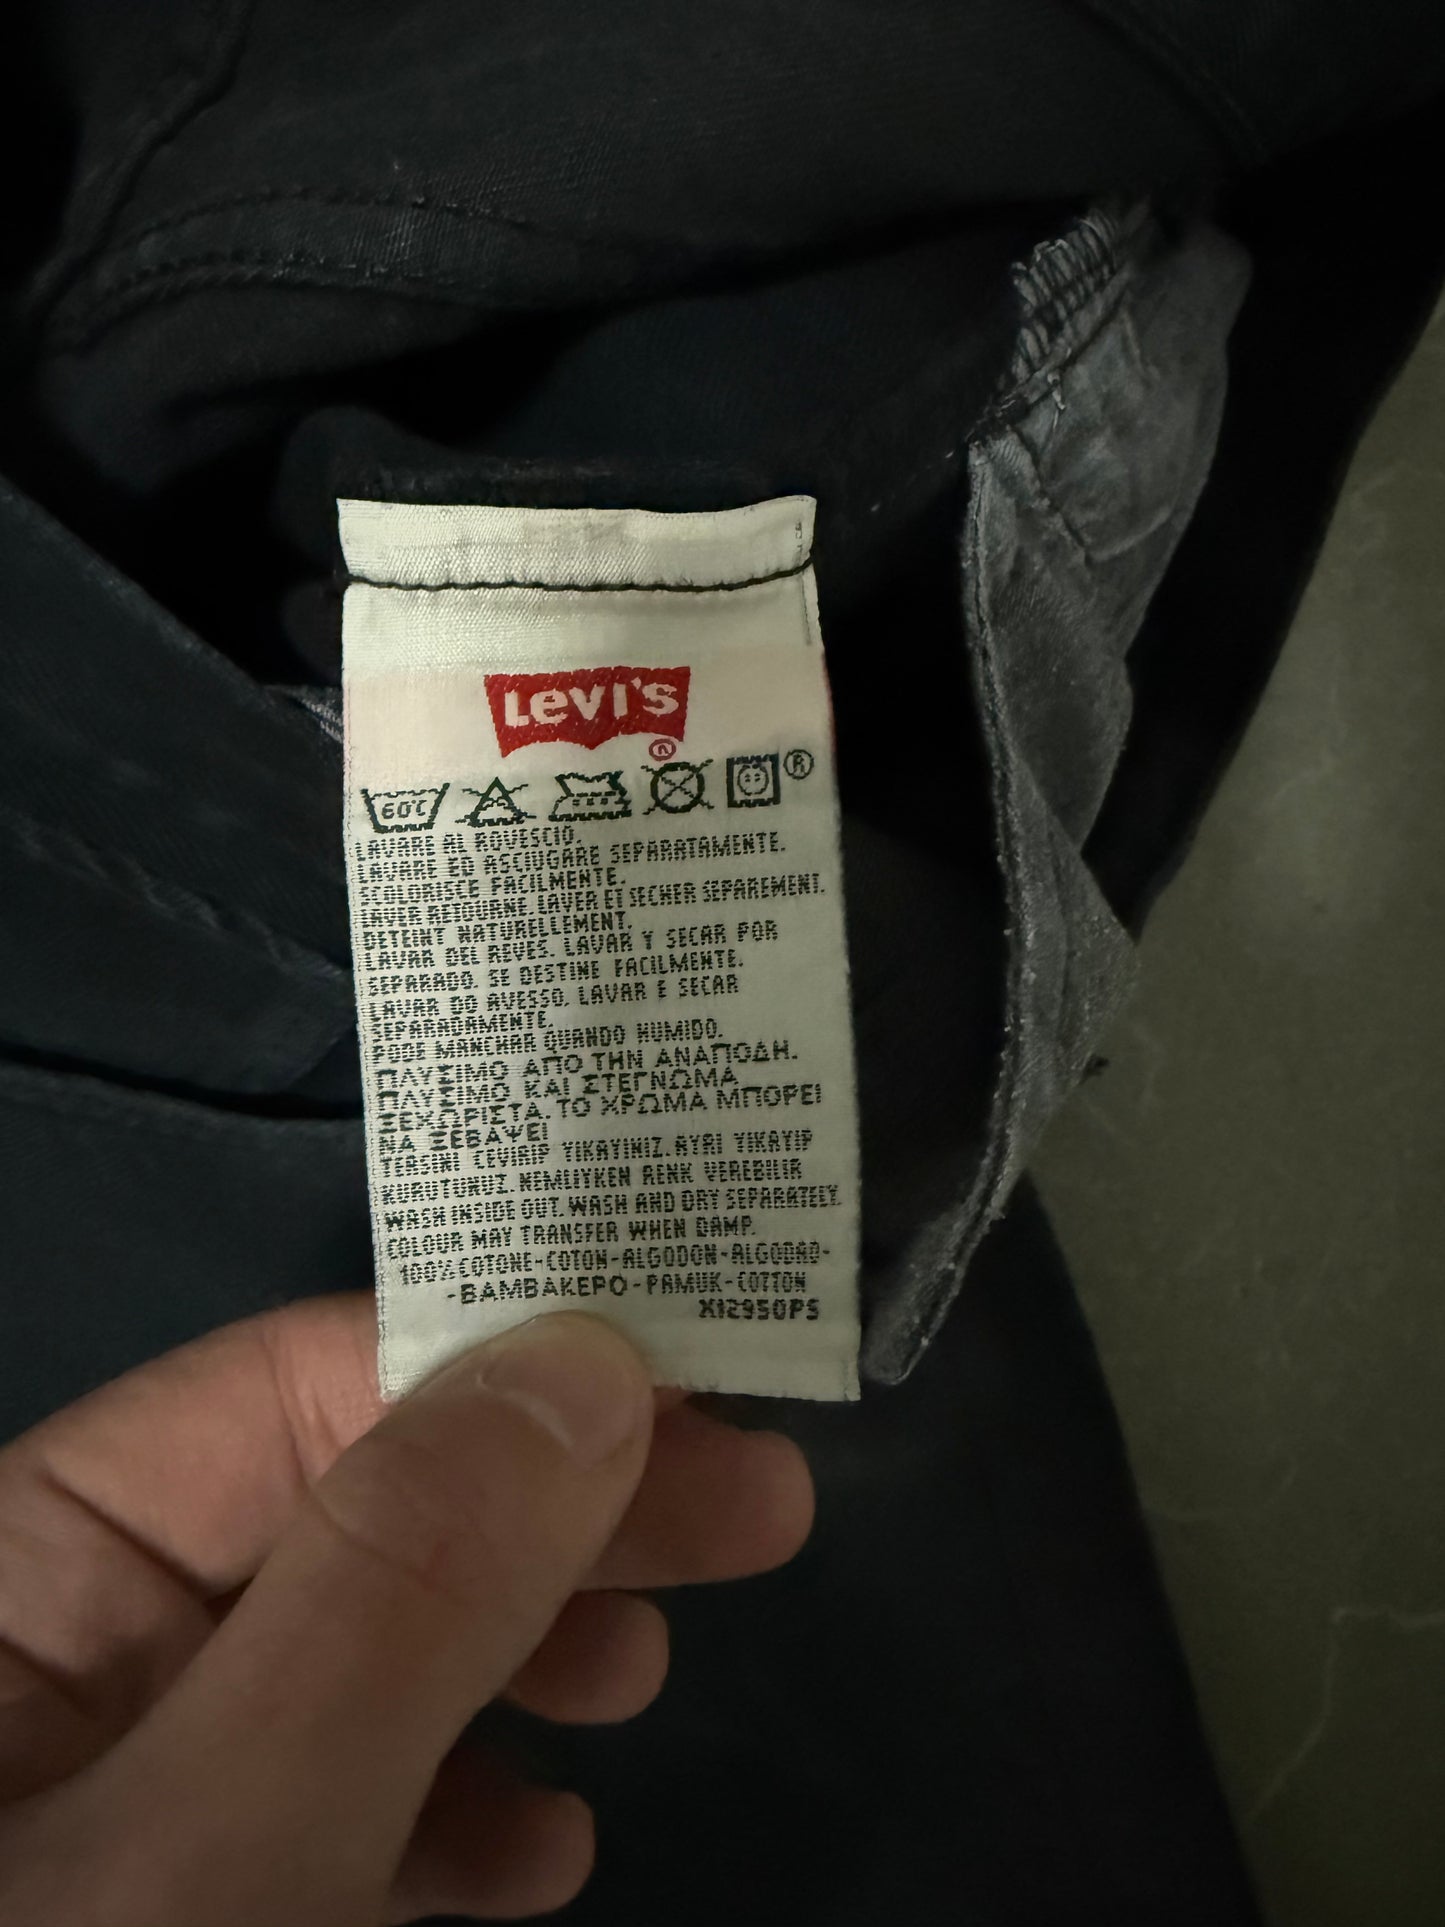 Levi's
®
60°C
®
LAVARE AL ROVESCIO.
LAVARE ED ASCIUGARE SEPARATAMENTE.
SCOLORISCE FACILMENTE.
LAVER RETOURNE. LAVER ET SECHER SEPAREMENT.
DETEINT NATURELLEMENT.
LAVAR DEL REVES. LAVAR Y SECAR POR
SEPARADO. SE DESTINE FACILMENTE.
LAVAR DO AVESSO. LAVAR E SECAR
SEPARADAMENTE.
PODE MANCHAR QUANDO HUMIDO.
ΠΛΥΣΙΜΟ ΑΠΟ ΤΗΝ ΑΝΑΠΟΔΗ.
ΠΛΥΣΙΜΟ ΚΑΙ ΣΤΕΓΝΩΜΑ
ΞΕΧΩΡΙΣΤΑ. ΤΟ ΧΡΩΜΑ ΜΠΟΡΕΙ
ΝΑ ΞΕΒΑΨΕΙ
TERSINI CEVIRIP YIKAYINIZ. AYRI YIKAYIP
KURUTUNUZ. NEMLIYKEN RENK VEREBILIR
WASH INSIDE OUT. WASH AND DRY SEPARATELY.
COLOUR MAY TRANSFER WHEN DAMP.
100% COTONE-COTON-ALGODON-ALGODAO-
-ΒΑΜΒΑΚΕΡΟ-PAMUK-COTTON
X12950PS